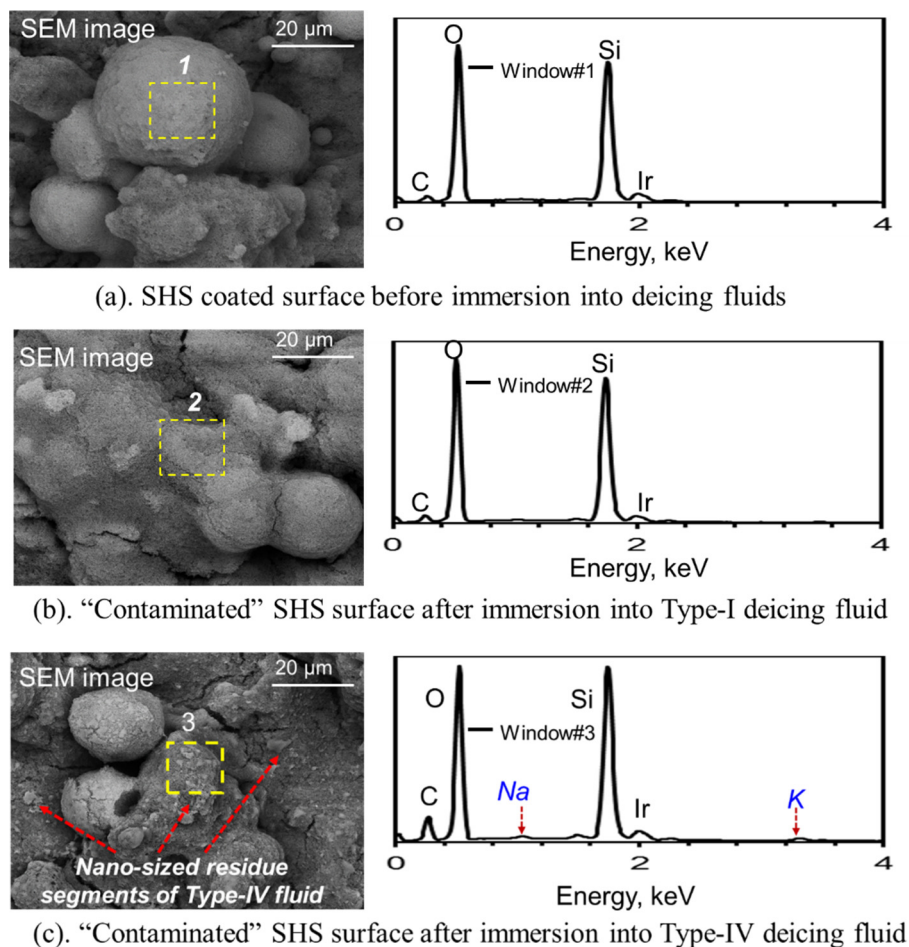 SEM image
20 µm
1
O
Window#1
Si
C
Ir
0
2
4
Energy, keV
(a). SHS coated surface before immersion into deicing fluids
SEM image
20 µm
2
O
Window#2
Si
C
Ir
0
2
4
Energy, keV
(b). “Contaminated” SHS surface after immersion into Type-I deicing fluid
SEM image
20 µm
3
Nano-sized residue
segments of Type-IV fluid
O
Window#3
Si
C
Na
Ir
K
0
2
4
Energy, keV
(c). “Contaminated” SHS surface after immersion into Type-IV deicing fluid